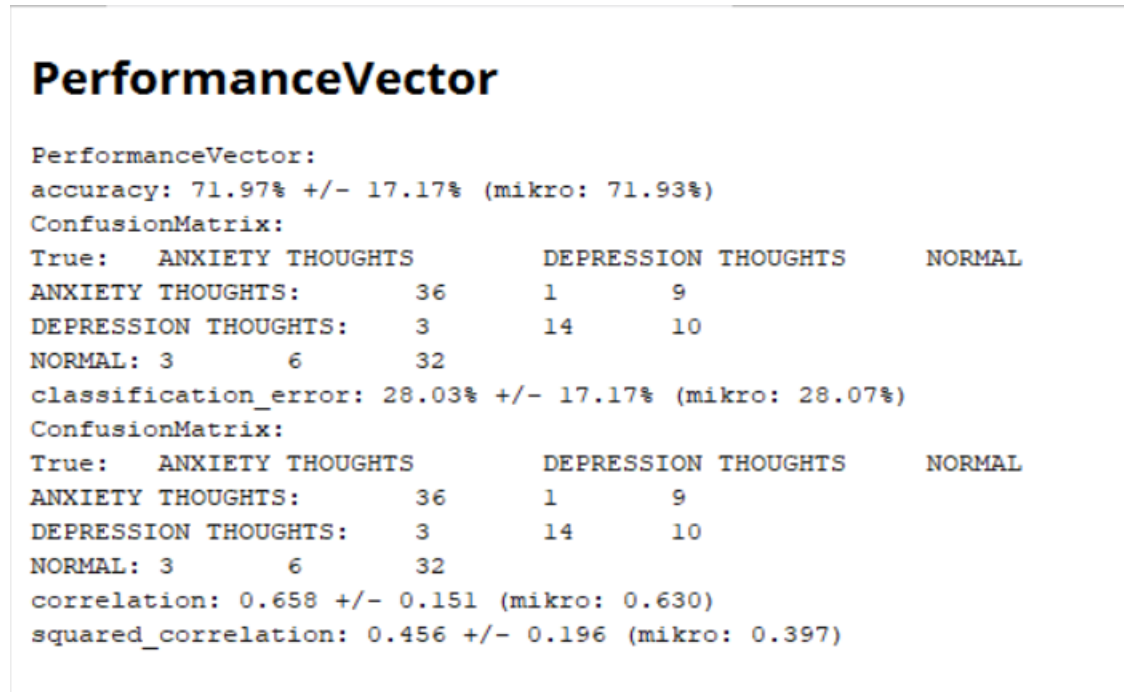 PerformanceVector
PerformanceVector:
accuracy: 71.97% +/- 17.17% (mikro: 71.93%)
ConfusionMatrix:
True: ANXIETY THOUGHTS DEPRESSION THOUGHTS NORMAL
ANXIETY THOUGHTS: 36 1 9
DEPRESSION THOUGHTS: 3 14 10
NORMAL: 3 6 32
classification_error: 28.03% +/- 17.17% (mikro: 28.07%)
ConfusionMatrix:
True: ANXIETY THOUGHTS DEPRESSION THOUGHTS NORMAL
ANXIETY THOUGHTS: 36 1 9
DEPRESSION THOUGHTS: 3 14 10
NORMAL: 3 6 32
correlation: 0.658 +/- 0.151 (mikro: 0.630)
squared_correlation: 0.456 +/- 0.196 (mikro: 0.397)